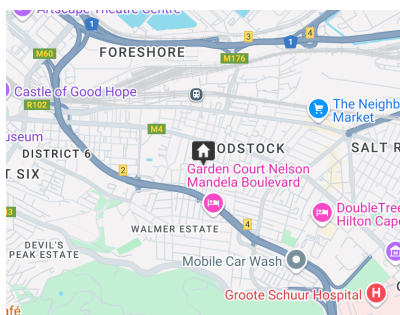 Artscape Theatre Centre
3
4
1
1
M60
FORESHORE
M176
Castle of Good Hope
R102
The Neighb
Market
M4
useum
DISTRICT 6
ODSTOCK
SALT R
T SIX
2
Garden Court Nelson
Mandela Boulevard
DoubleTree
Hilton Cape
4
WALMER ESTATE
DEVIL'S
PEAK ESTATE
Mobile Car Wash
Groote Schuur Hospital
H
afé